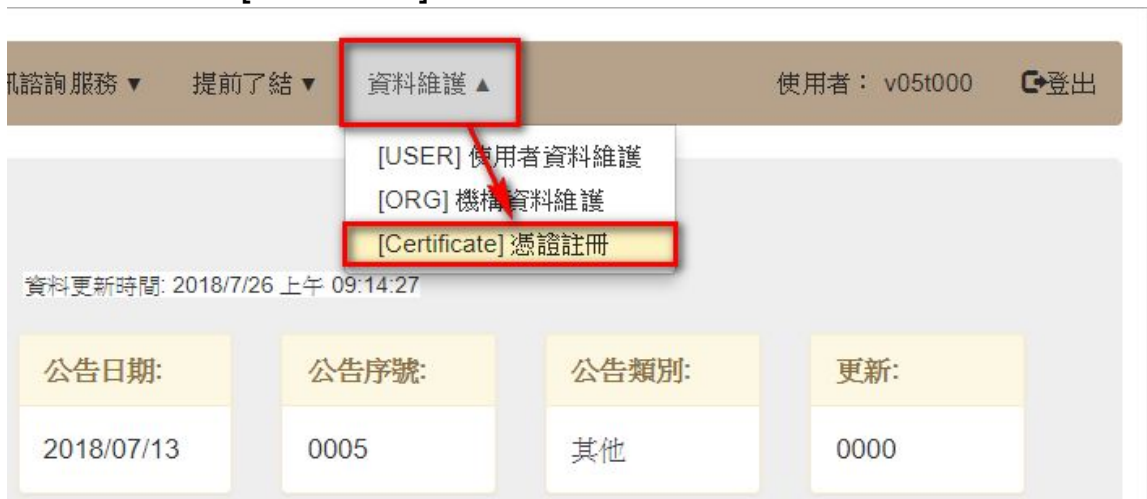 訊諮詢服務 ▼ 提前了結 ▼ 資料維護 ▲ 使用者： v05t000 登出
[USER] 使用者資料維護
[ORG] 機構資料維護
[Certificate] 憑證註冊
資料更新時間: 2018/7/26 上午 09:14:27
公告日期: 公告序號: 公告類別: 更新:
2018/07/13 0005 其他 0000